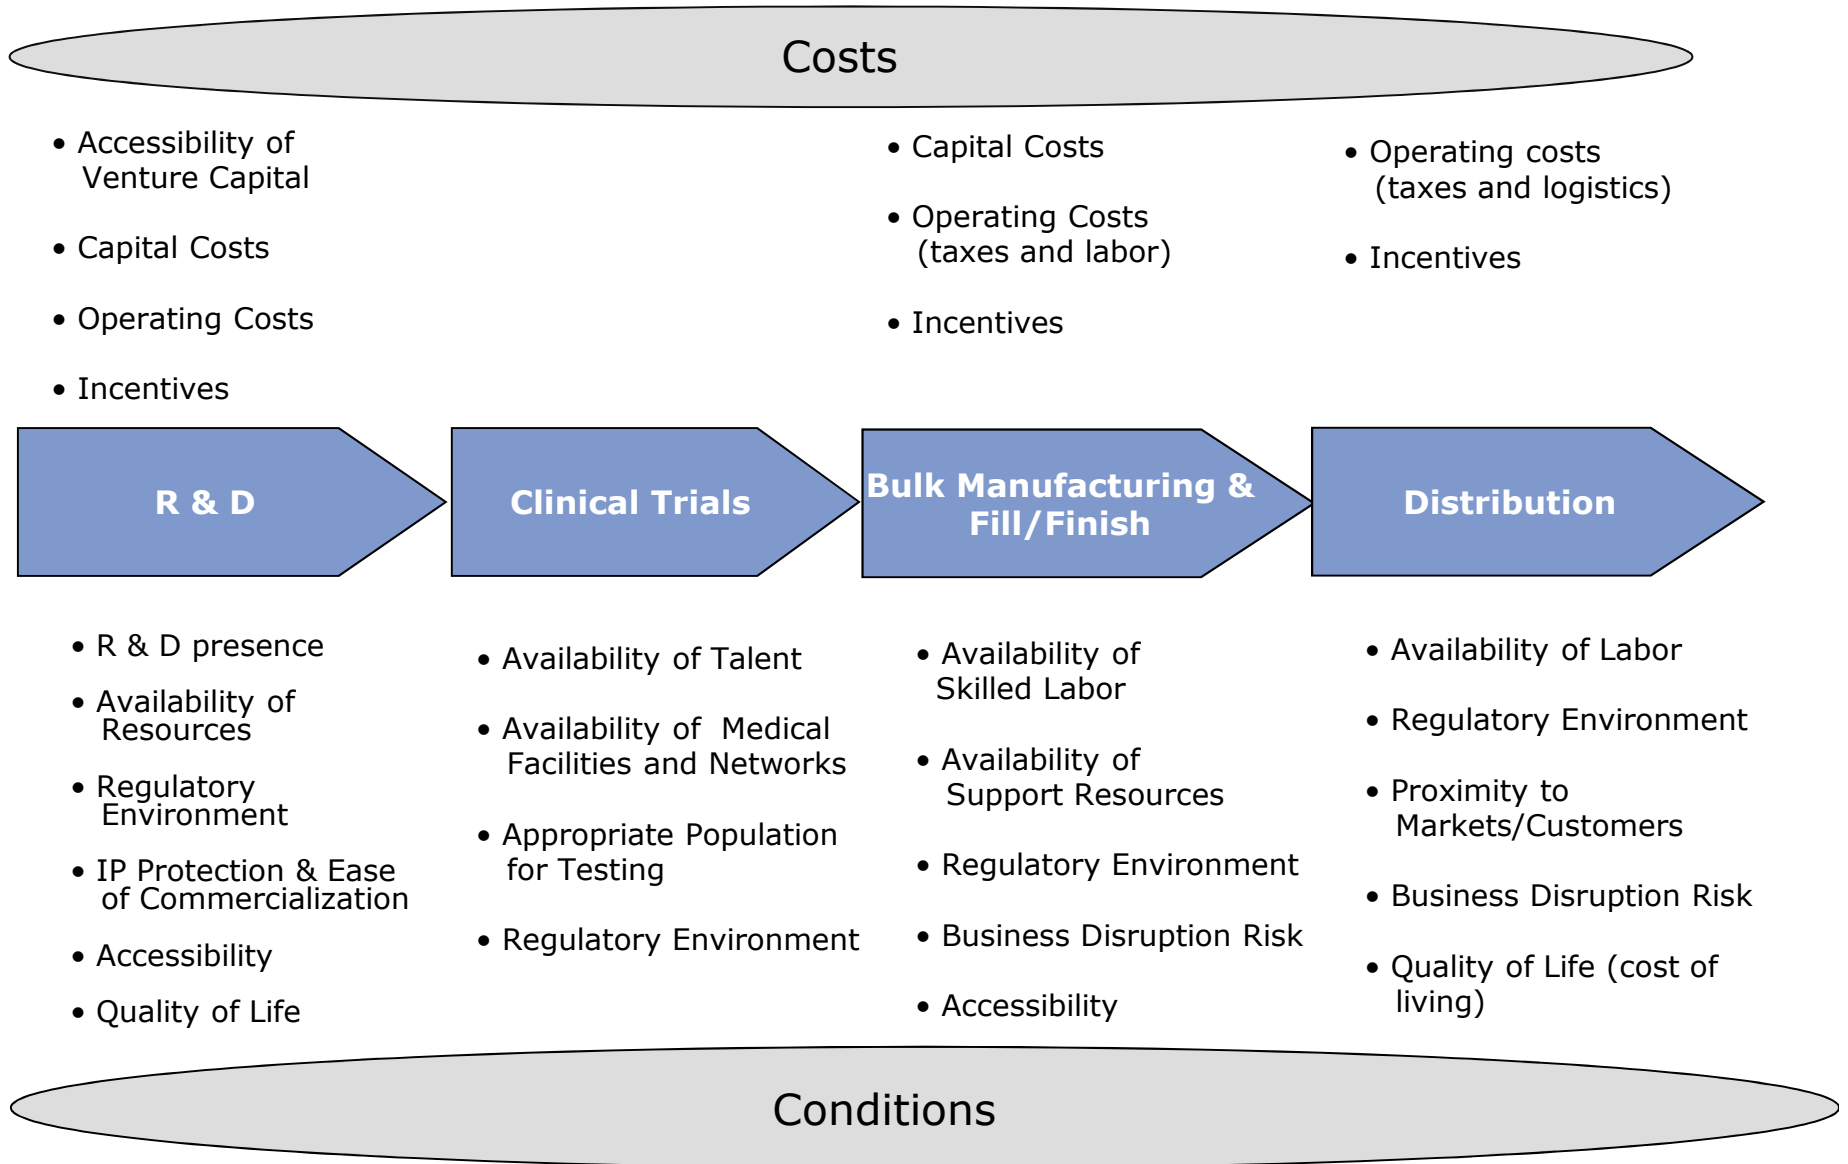 Costs
• Accessibility of
Venture Capital
• Capital Costs
• Operating Costs
• Incentives
• Capital Costs
• Operating Costs
(taxes and labor)
• Incentives
• Operating costs
(taxes and logistics)
• Incentives
R & D
Clinical Trials
Bulk Manufacturing &
Fill/Finish
Distribution
• R & D presence
• Availability of
Resources
• Regulatory
Environment
• IP Protection & Ease
of Commercialization
• Accessibility
• Quality of Life
• Availability of Talent
• Availability of Medical
Facilities and Networks
• Appropriate Population
for Testing
• Regulatory Environment
• Availability of
Skilled Labor
• Availability of
Support Resources
• Regulatory Environment
• Business Disruption Risk
• Accessibility
• Availability of Labor
• Regulatory Environment
• Proximity to
Markets/Customers
• Business Disruption Risk
• Quality of Life (cost of
living)
Conditions